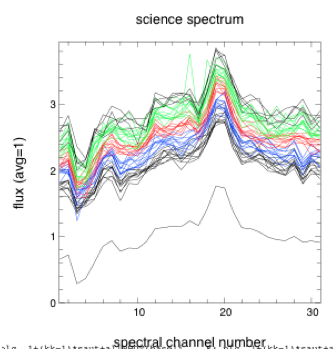 science spectrum
flux (avg=1)
3
2
1
0
10
20
30
spectral channel number